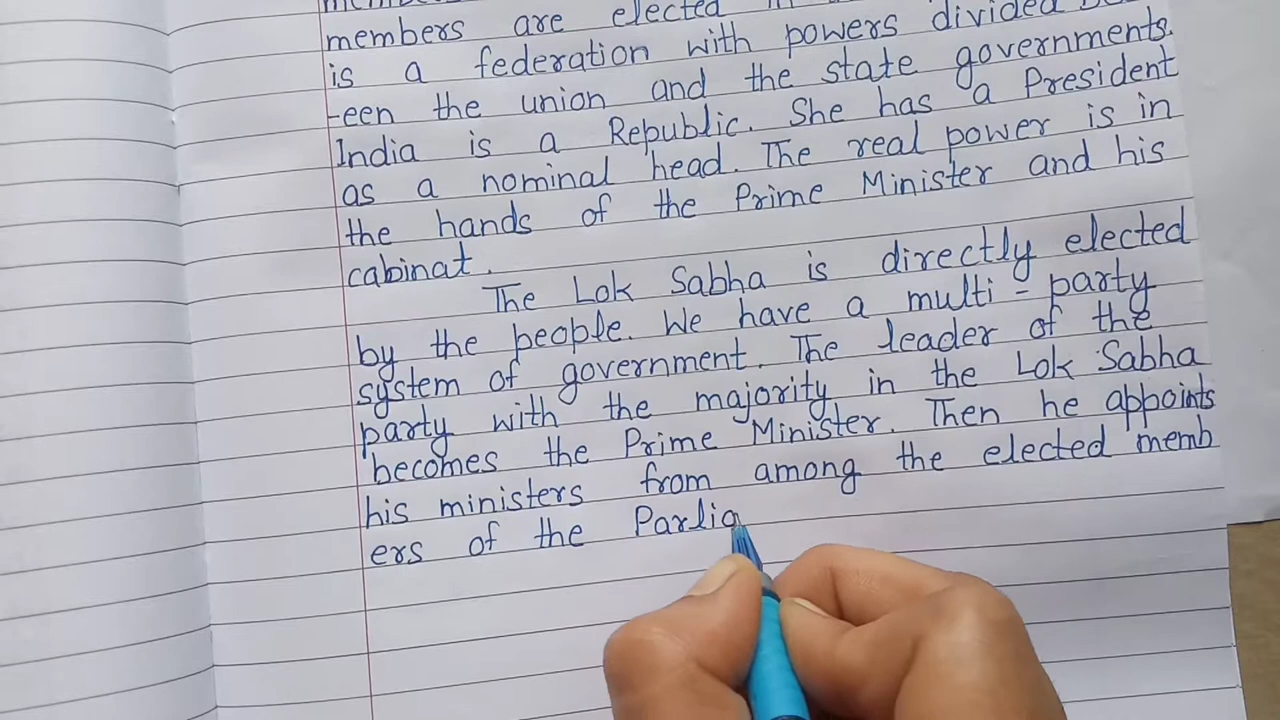 members are elected
is a federation with powers divided
-een the union and the state governments.
India is a Republic. She has a President
as a nominal head. The real power is in
the hands of the Prime Minister and his
cabinat.
The Lok Sabha is directly elected
by the people. We have a multi - party
system of government. The leader of the
party with the majority in the Lok Sabha
becomes the Prime Minister. Then he appoints
his ministers from among the elected memb
ers of the Parlia